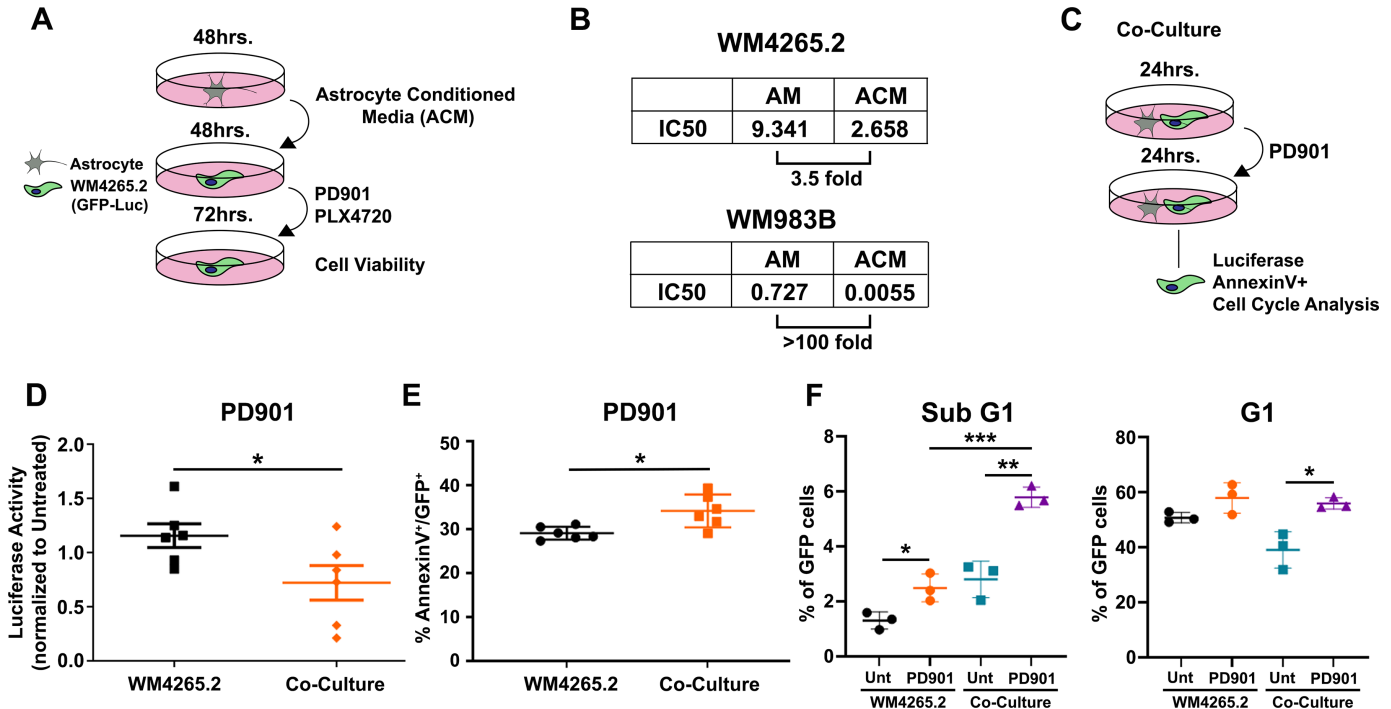 A
48hrs.
Astrocyte Conditioned
Media (ACM)
48hrs.
Astrocyte
WM4265.2
(GFP-Luc)
PD901
PLX4720
72hrs.
Cell Viability
B
WM4265.2
AM ACM
IC50 9.341 2.658
3.5 fold
WM983B
AM ACM
IC50 0.727 0.0055
>100 fold
C
Co-Culture
24hrs.
PD901
24hrs.
Luciferase
AnnexinV+
Cell Cycle Analysis
D
PD901
Luciferase Activity
(normalized to Untreated)
2.0
1.5
1.0
0.5
0.0
*
WM4265.2 Co-Culture
E
PD901
% AnnexinV⁺/GFP⁺
50
40
30
20
10
0
*
WM4265.2 Co-Culture
F
Sub G1
% of GFP cells
8
6
4
2
0
***
**
*
Unt PD901 Unt PD901
WM4265.2 Co-Culture
G1
% of GFP cells
80
60
40
20
0
*
Unt PD901 Unt PD901
WM4265.2 Co-Culture